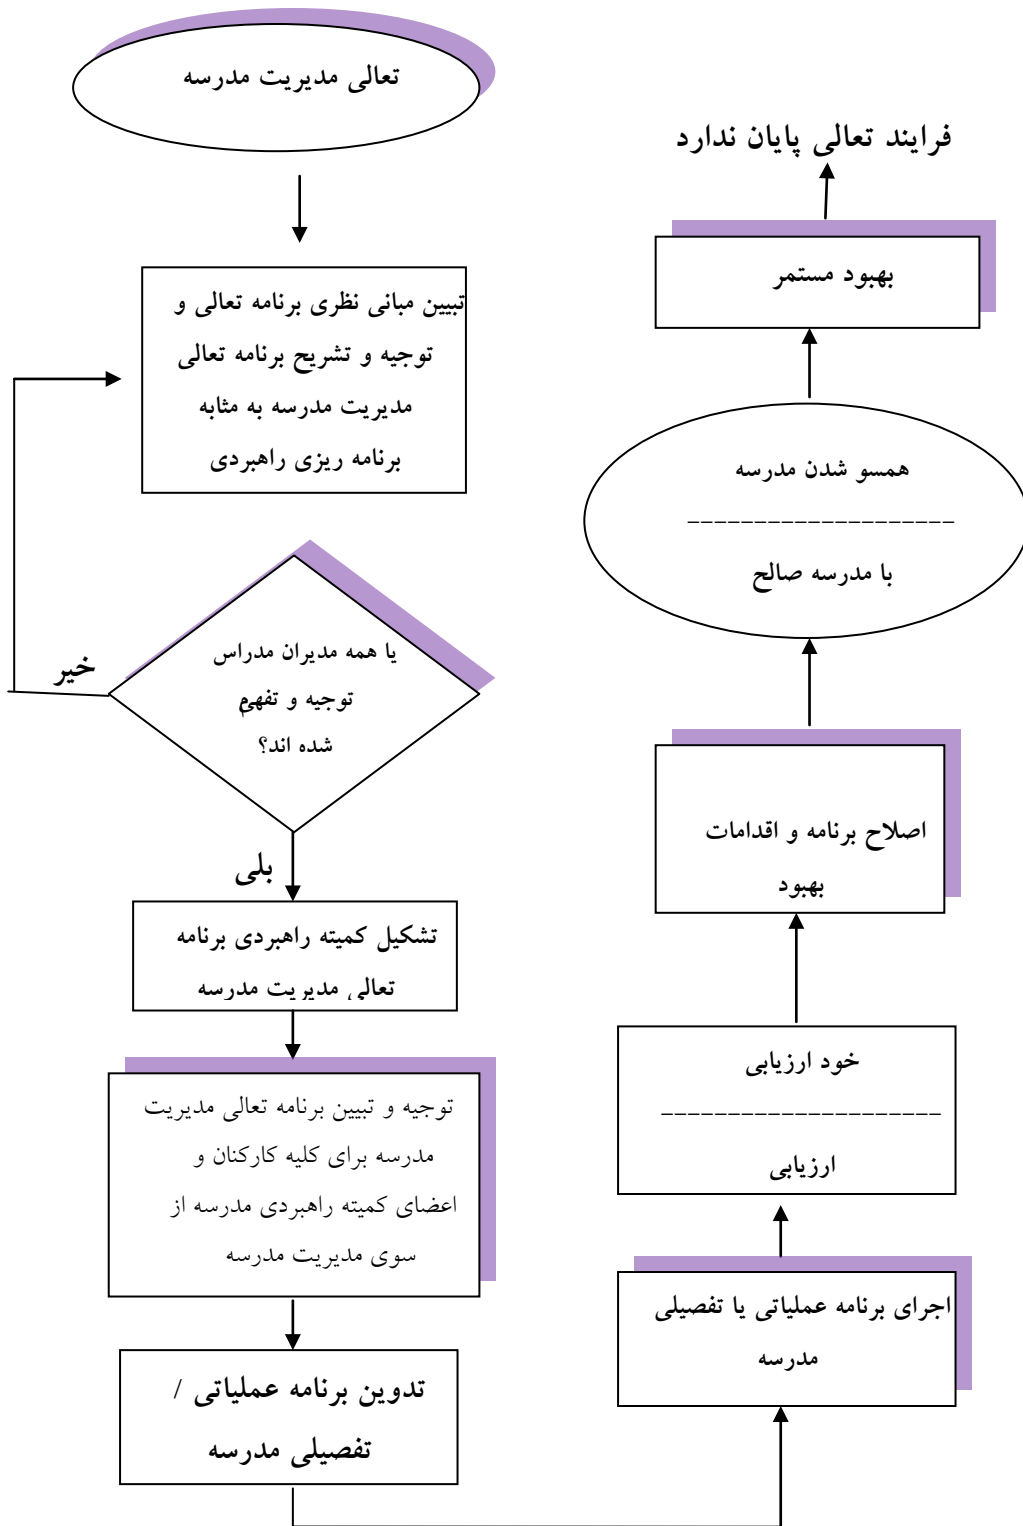 تعالی مدیریت مدرسه
تبیین مبانی نظری برنامه تعالی و
توجیه و تشریح برنامه تعالی
مدیریت مدرسه به مثابه
برنامه ریزی راهبردی
یا همه مدیران مدارس
توجیه و تفهیم
شده اند؟
خیر
بلی
تشکیل کمیته راهبردی برنامه
تعالی مدیریت مدرسه
توجیه و تبیین برنامه تعالی مدیریت
مدرسه برای کلیه کارکنان و
اعضای کمیته راهبردی مدرسه از
سوی مدیریت مدرسه
تدوین برنامه عملیاتی /
تفصیلی مدرسه
اجرای برنامه عملیاتی یا تفصیلی
مدرسه
خود ارزیابی
---------------------
ارزیابی
اصلاح برنامه و اقدامات
بهبود
همسو شدن مدرسه
--------------------
با مدرسه صالح
بهبود مستمر
فرایند تعالی پایان ندارد